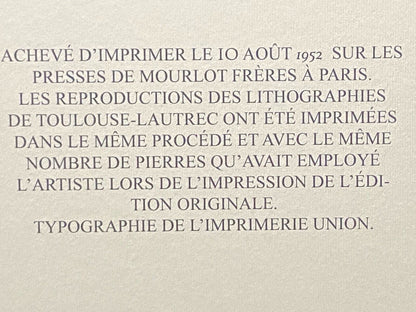 ACHEVÉ D'IMPRIMER LE 10 AOÛT 1952 SUR LES
PRESSES DE MOURLOT FRÈRES À PARIS.
LES REPRODUCTIONS DES LITHOGRAPHIES
DE TOULOUSE-LAUTREC ONT ÉTÉ IMPRIMÉES
DANS LE MÊME PROCÉDÉ ET AVEC LE MÊME
NOMBRE DE PIERRES QU'AVAIT EMPLOYÉ
L'ARTISTE LORS DE L'IMPRESSION DE L'ÉDI-
TION ORIGINALE.
TYPOGRAPHIE DE L'IMPRIMERIE UNION.